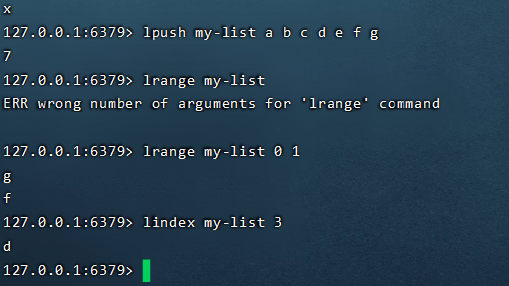 x
127.0.0.1:6379> lpush my-list a b c d e f g
7
127.0.0.1:6379> lrange my-list
ERR wrong number of arguments for 'lrange' command
127.0.0.1:6379> lrange my-list 0 1
g
f
127.0.0.1:6379> lindex my-list 3
d
127.0.0.1:6379>